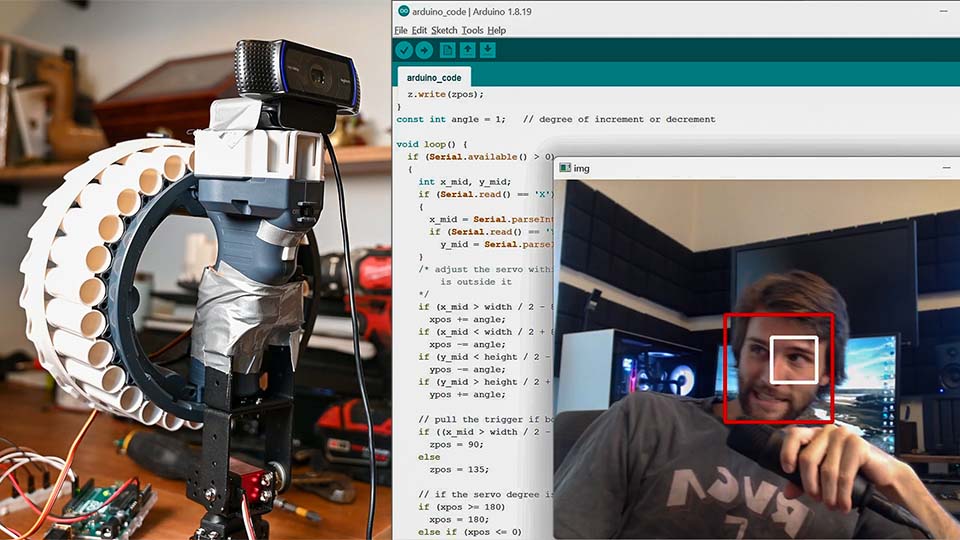 arduino_code | Arduino 1.8.19
File Edit Sketch Tools Help
arduino_code
z.write(zpos);
}
const int angle = 1;   // degree of increment or decrement
void loop() {
if (Serial.available() > 0)
{
int x_mid, y_mid;
if (Serial.read() == 'X')
{
x_mid = Serial.parseInt
if (Serial.read() == '
y_mid = Serial.parse
}
/* adjust the servo withi
is outside it
*/
if (x_mid > width / 2 -
xpos += angle;
if (x_mid < width / 2 +
xpos -= angle;
if (y_mid < height / 2 -
ypos -= angle;
if (y_mid > height / 2 +
ypos += angle;
// pull the trigger if
if ((x_mid > width / 2 -
zpos = 90;
else
zpos = 135;
// if the servo degree is
if (xpos >= 180)
xpos = 180;
else if (xpos <= 0)
img